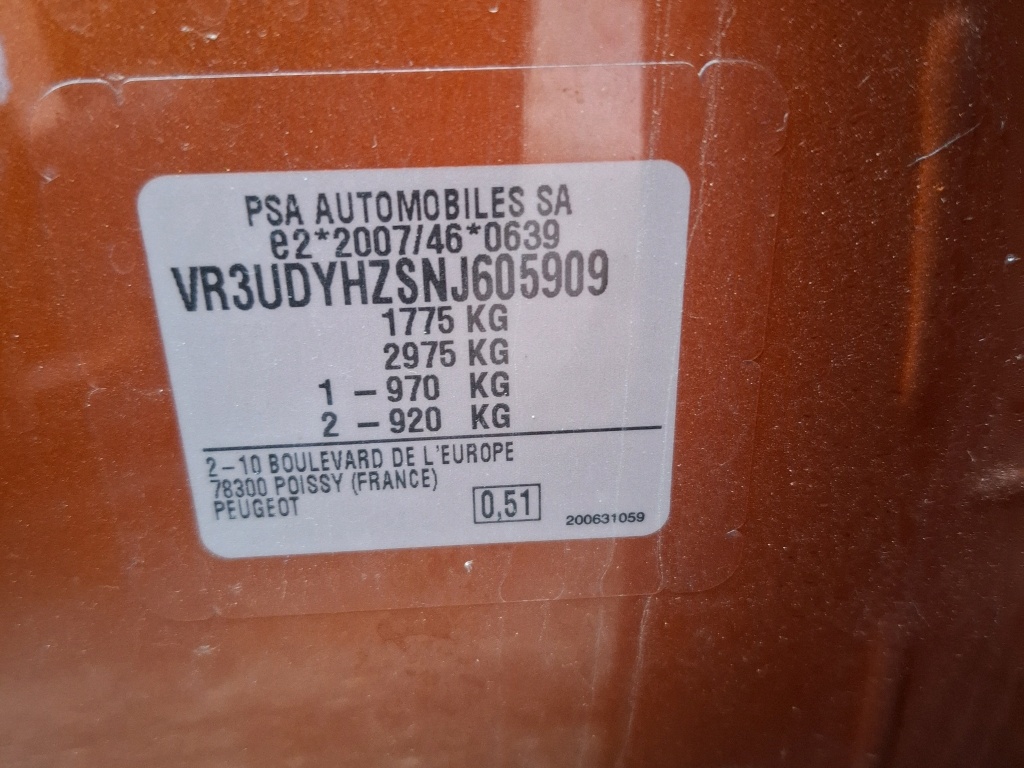 PSA AUTOMOBILES SA
e2*2007/46*0639
VR3UDYHZSNJ605909
1775 KG
2975 KG
1 – 970 KG
2 – 920 KG
2–10 BOULEVARD DE L'EUROPE
78300 POISSY (FRANCE)
PEUGEOT
0,51
200631059